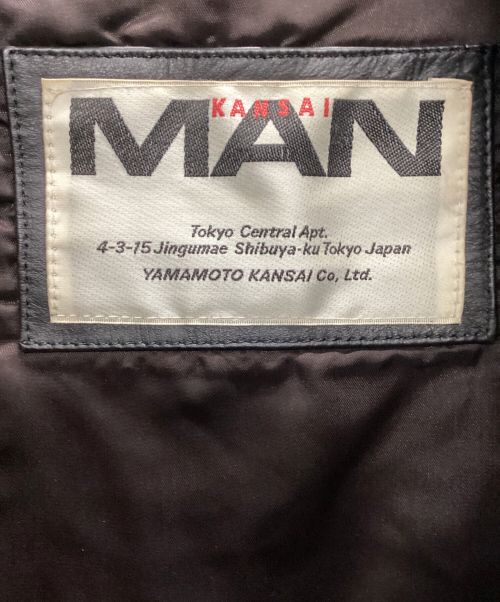 KANSAI
MAN
Tokyo Central Apt.
4-3-15 Jingumae Shibuya-ku Tokyo Japan
YAMAMOTO KANSAI Co, Ltd.